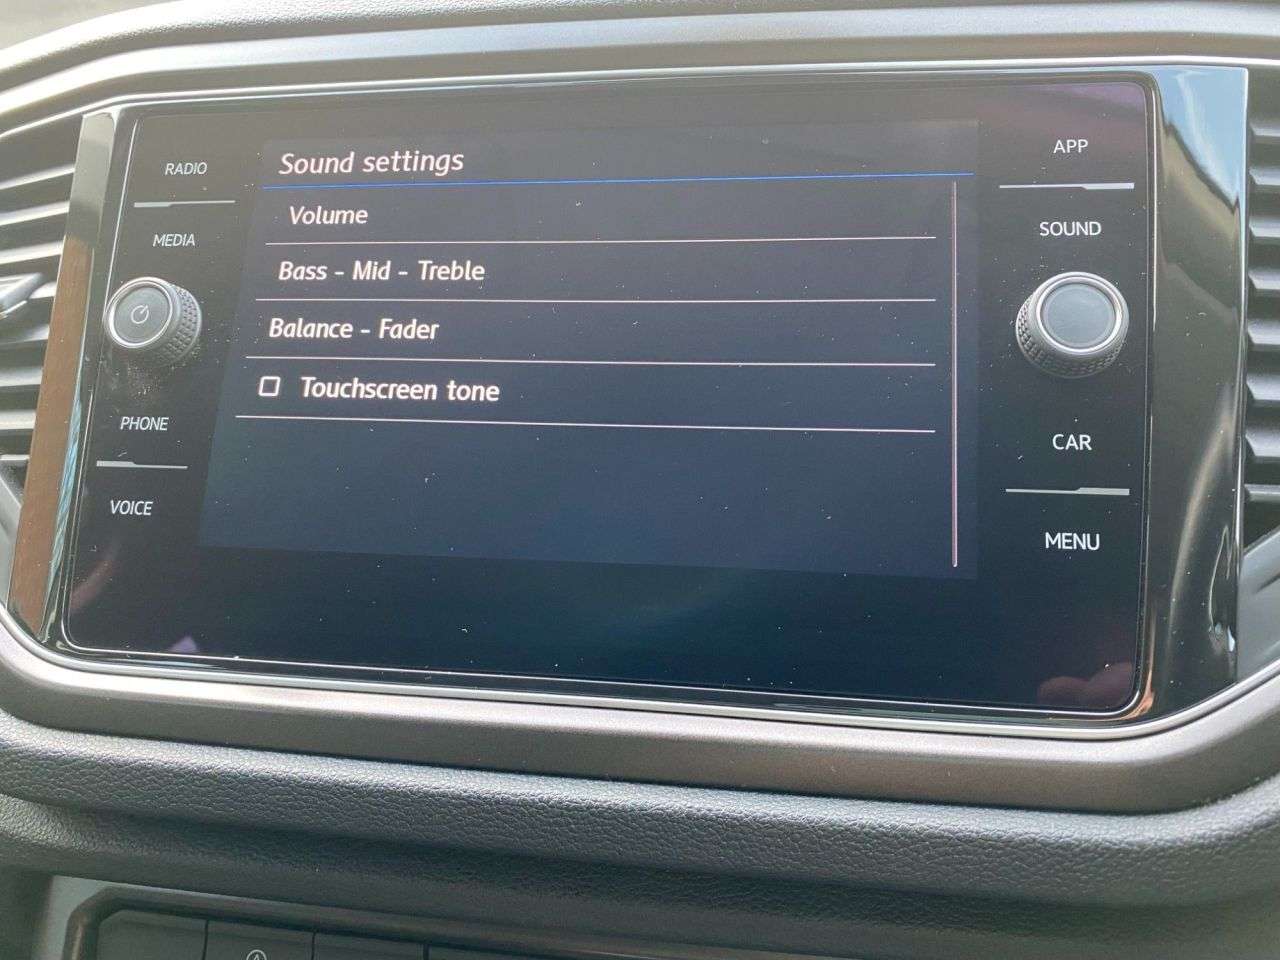 RADIO
MEDIA
PHONE
VOICE
Sound settings
Volume
Bass - Mid - Treble
Balance - Fader
Touchscreen tone
APP
SOUND
CAR
MENU
A